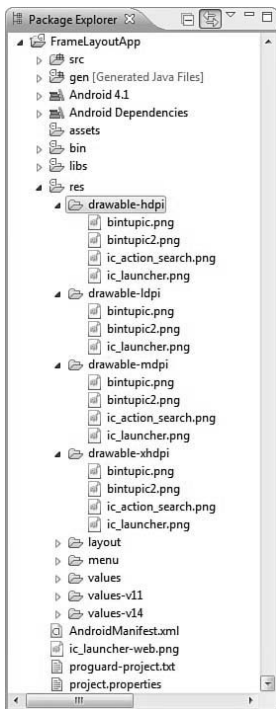 Package Explorer
FrameLayoutApp
src
gen [Generated Java Files]
Android 4.1
Android Dependencies
assets
bin
libs
res
drawable-hdpi
bintupic.png
bintupic2.png
ic_action_search.png
ic_launcher.png
drawable-ldpi
bintupic.png
bintupic2.png
ic_launcher.png
drawable-mdpi
bintupic.png
bintupic2.png
ic_action_search.png
ic_launcher.png
drawable-xhdpi
bintupic.png
bintupic2.png
ic_action_search.png
ic_launcher.png
layout
menu
values
values-v11
values-v14
AndroidManifest.xml
ic_launcher-web.png
proguard-project.txt
project.properties